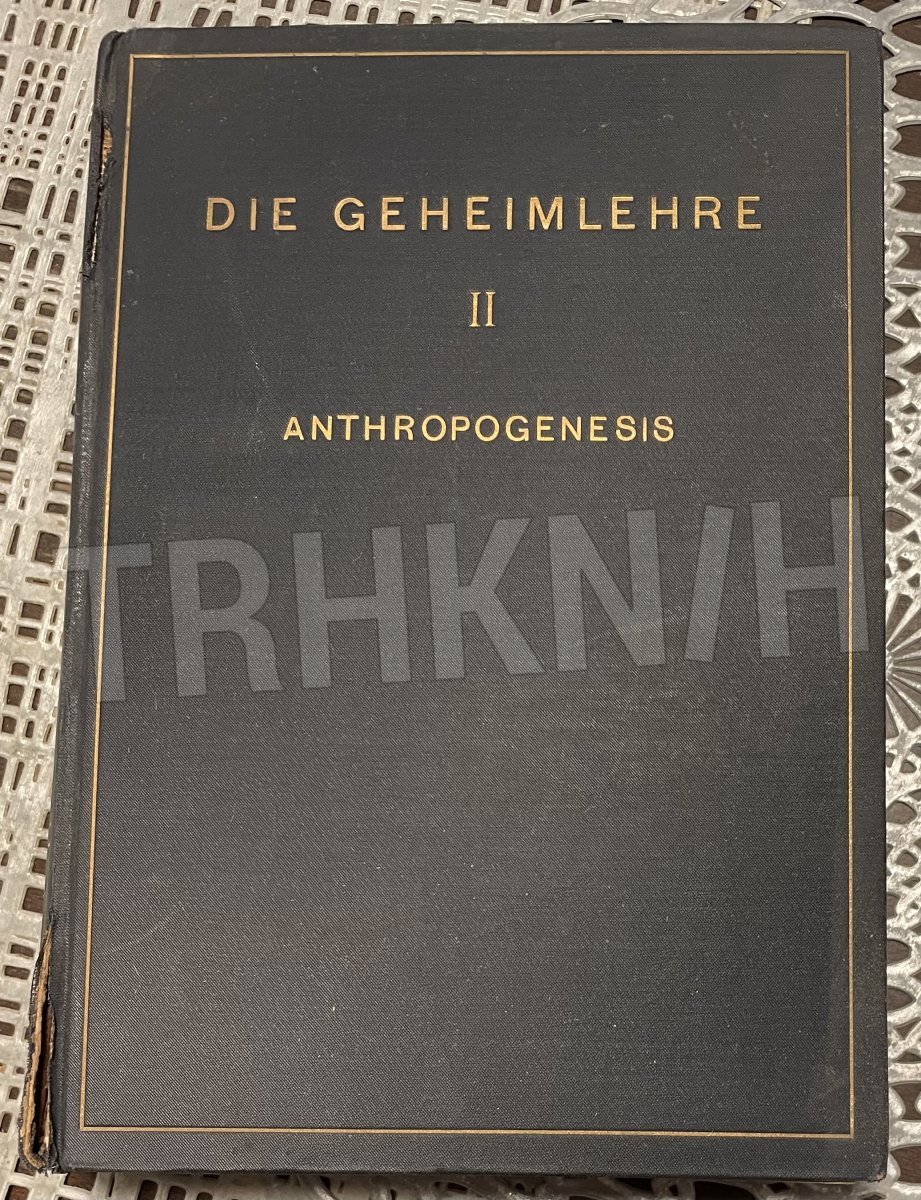 DIE GEHEIMLEHRE
II
ANTHROPOGENESIS
TRHKN/H